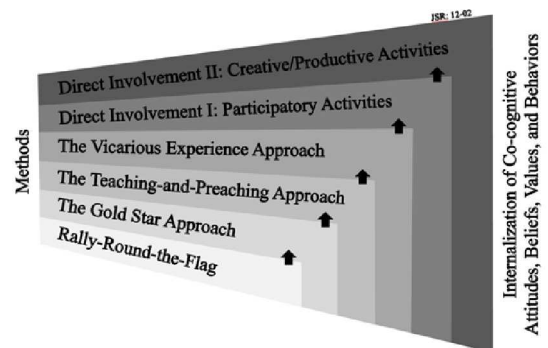 JSR: 12-02
Direct Involvement II: Creative/Productive Activities
Direct Involvement I: Participatory Activities
The Vicarious Experience Approach
The Teaching-and-Preaching Approach
The Gold Star Approach
Rally-Round-the-Flag
Methods
Internalization of Co-cognitive
Attitudes, Beliefs, Values, and Behaviors